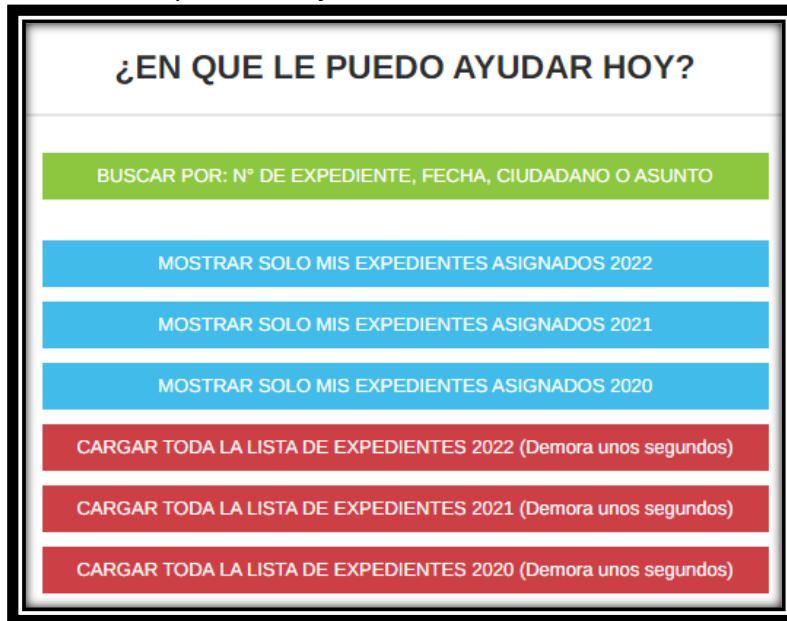 ¿EN QUE LE PUEDO AYUDAR HOY?
BUSCAR POR: N° DE EXPEDIENTE, FECHA, CIUDADANO O ASUNTO
MOSTRAR SOLO MIS EXPEDIENTES ASIGNADOS 2022
MOSTRAR SOLO MIS EXPEDIENTES ASIGNADOS 2021
MOSTRAR SOLO MIS EXPEDIENTES ASIGNADOS 2020
CARGAR TODA LA LISTA DE EXPEDIENTES 2022 (Demora unos segundos)
CARGAR TODA LA LISTA DE EXPEDIENTES 2021 (Demora unos segundos)
CARGAR TODA LA LISTA DE EXPEDIENTES 2020 (Demora unos segundos)